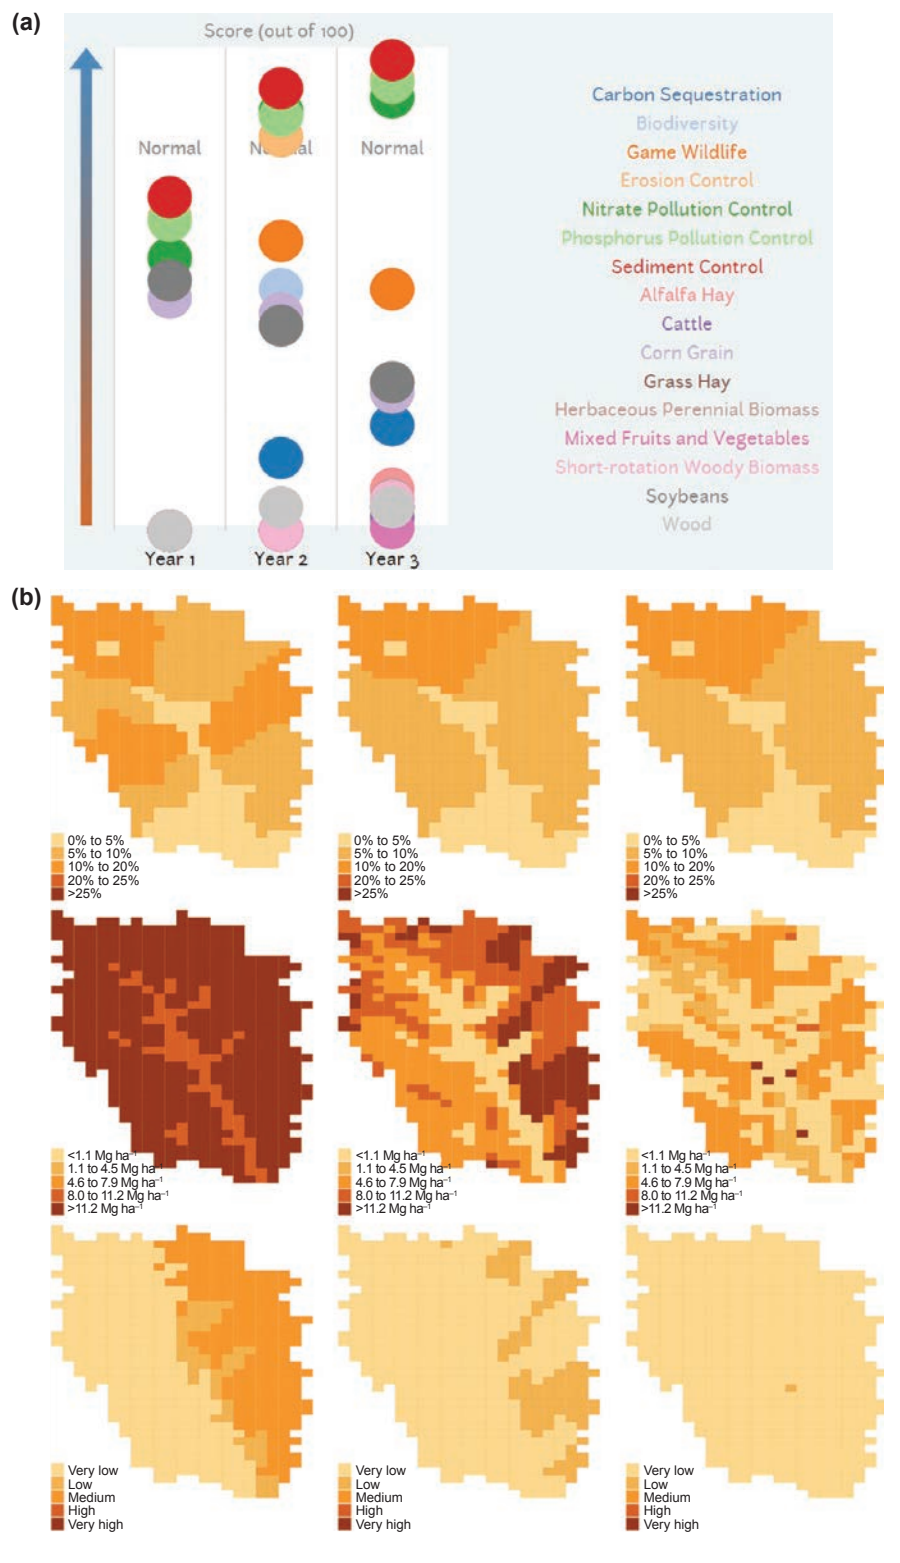 (a)
Score (out of 100)
Normal
Normal
Normal
Year 1
Year 2
Year 3
Carbon Sequestration
Biodiversity
Game Wildlife
Erosion Control
Nitrate Pollution Control
Phosphorus Pollution Control
Sediment Control
Alfalfa Hay
Cattle
Corn Grain
Grass Hay
Herbaceous Perennial Biomass
Mixed Fruits and Vegetables
Short-rotation Woody Biomass
Soybeans
Wood
(b)
0% to 5%
5% to 10%
10% to 20%
20% to 25%
>25%
0% to 5%
5% to 10%
10% to 20%
20% to 25%
>25%
0% to 5%
5% to 10%
10% to 20%
20% to 25%
>25%
<1.1 Mg ha⁻¹
1.1 to 4.5 Mg ha⁻¹
4.6 to 7.9 Mg ha⁻¹
8.0 to 11.2 Mg ha⁻¹
>11.2 Mg ha⁻¹
<1.1 Mg ha⁻¹
1.1 to 4.5 Mg ha⁻¹
4.6 to 7.9 Mg ha⁻¹
8.0 to 11.2 Mg ha⁻¹
>11.2 Mg ha⁻¹
<1.1 Mg ha⁻¹
1.1 to 4.5 Mg ha⁻¹
4.6 to 7.9 Mg ha⁻¹
8.0 to 11.2 Mg ha⁻¹
>11.2 Mg ha⁻¹
Very low
Low
Medium
High
Very high
Very low
Low
Medium
High
Very high
Very low
Low
Medium
High
Very high